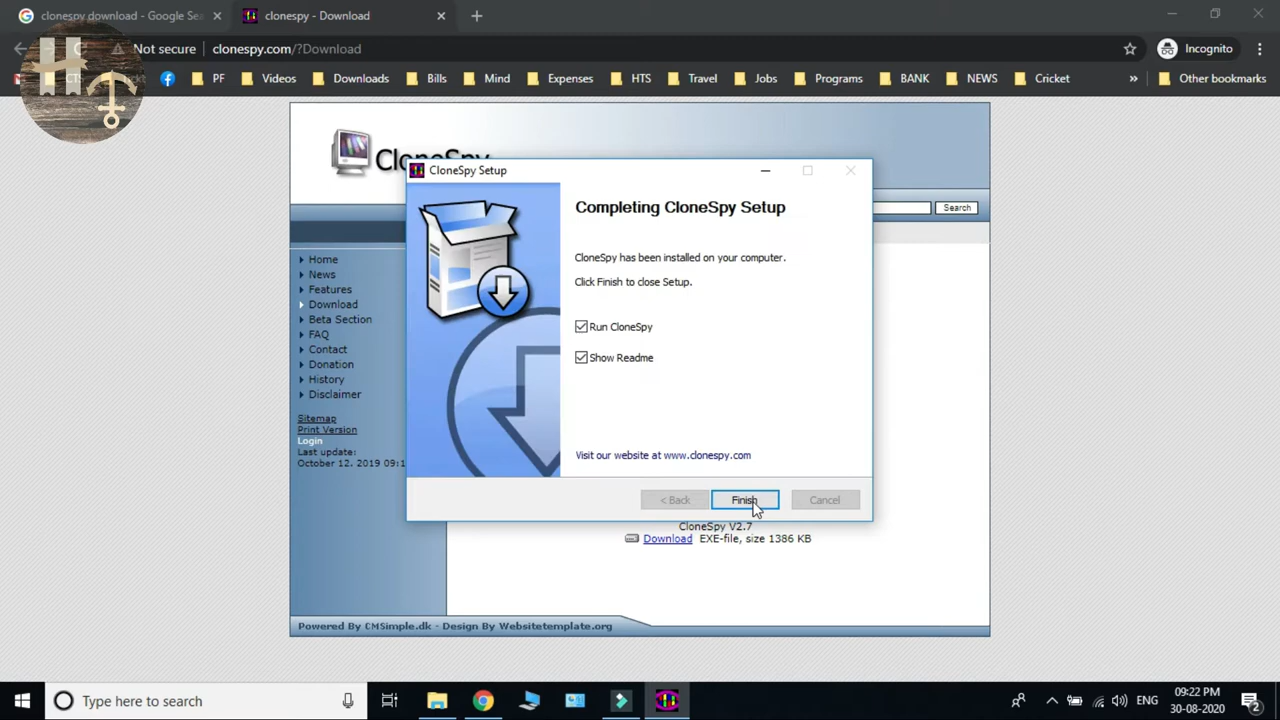 clonespy download - Google Sea
clonespy - Download
Not secure
clonespy.com/?Download
Incognito
PF
Videos
Downloads
Bills
Mind
Expenses
HTS
Travel
Jobs
Programs
BANK
NEWS
Cricket
»
Other bookmarks
CloneSpy
CloneSpy Setup
Search
Completing CloneSpy Setup
CloneSpy has been installed on your computer.
Click Finish to close Setup.
Run CloneSpy
Show Readme
Visit our website at www.clonespy.com
< Back
Finish
Cancel
Home
News
Features
Download
Beta Section
FAQ
Contact
Donation
History
Disclaimer
Sitemap
Print Version
Login
Last update:
October 12. 2019 09:1
CloneSpy V2.7
Download EXE-file, size 1386 KB
Powered By CMSimple.dk - Design By Websitetemplate.org
Type here to search
ENG
09:22 PM
30-08-2020
2